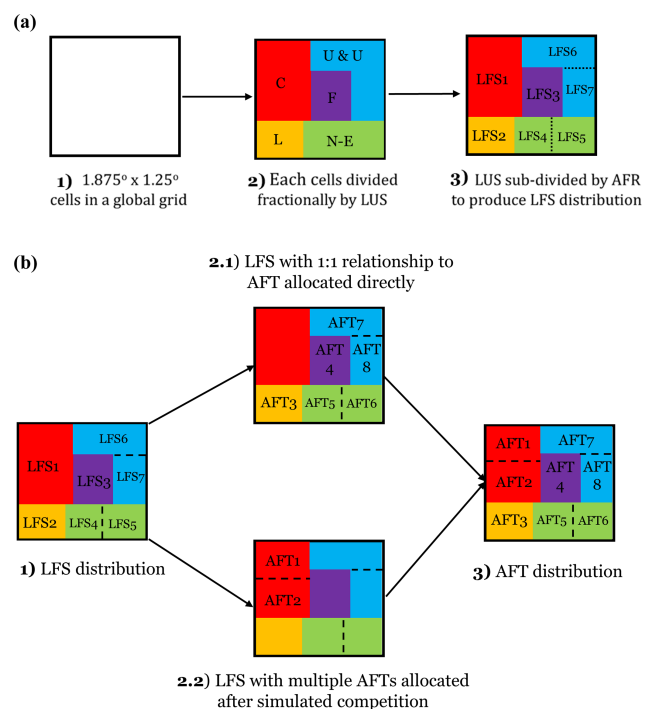 (a)
C
U & U
F
L
N-E
LFS1
LFS6
LFS3
LFS7
LFS2
LFS4
LFS5
1) 1.875º x 1.25º
cells in a global grid
2) Each cells divided
fractionally by LUS
3) LUS sub-divided by AFR
to produce LFS distribution
(b)
2.1) LFS with 1:1 relationship to
AFT allocated directly
AFT7
AFT
4
AFT
8
AFT3
AFT5
AFT6
LFS6
LFS1
LFS3
LFS7
LFS2
LFS4
LFS5
1) LFS distribution
AFT1
AFT2
AFT1
AFT7
AFT2
AFT
4
AFT
8
AFT3
AFT5
AFT6
3) AFT distribution
2.2) LFS with multiple AFTs allocated
after simulated competition